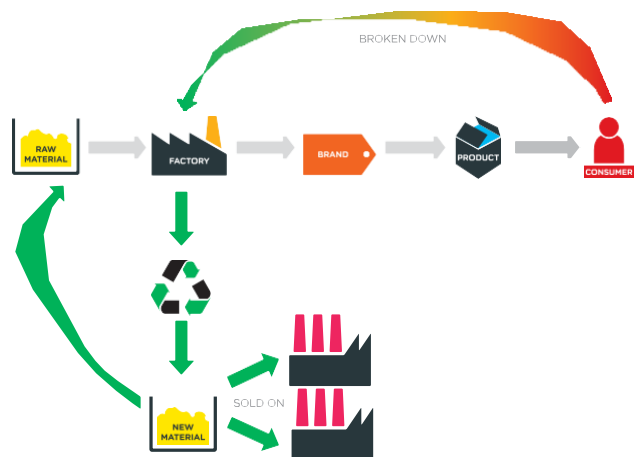 BROKEN DOWN
RAW
MATERIAL
FACTORY
BRAND
PRODUCT
CONSUMER
SOLD ON
NEW
MATERIAL